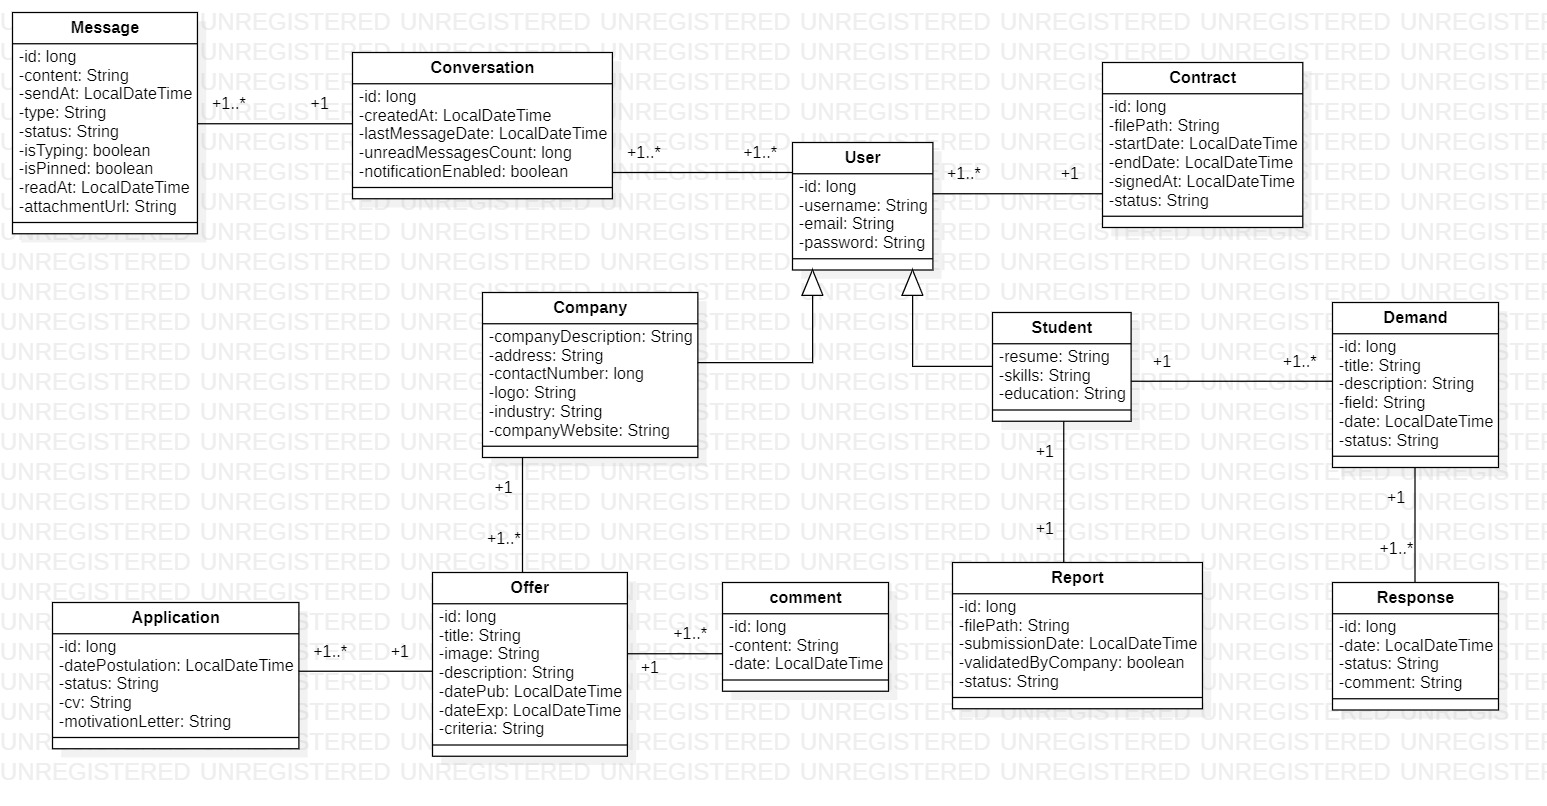 Message
-id: long
-content: String
-sendAt: LocalDateTime
-type: String
-status: String
-isTyping: boolean
-isPinned: boolean
-readAt: LocalDateTime
-attachmentUrl: String
+1..*
+1
Conversation
-id: long
-createdAt: LocalDateTime
-lastMessageDate: LocalDateTime
-unreadMessagesCount: long
-notificationEnabled: boolean
+1..*
+1..*
User
-id: long
-username: String
-email: String
-password: String
+1..*
+1
Contract
-id: long
-filePath: String
-startDate: LocalDateTime
-endDate: LocalDateTime
-signedAt: LocalDateTime
-status: String
Company
-companyDescription: String
-address: String
-contactNumber: long
-logo: String
-industry: String
-companyWebsite: String
Student
-resume: String
-skills: String
-education: String
+1
+1..*
Demand
-id: long
-title: String
-description: String
-field: String
-date: LocalDateTime
-status: String
+1
+1..*
+1
+1
+1
+1..*
Application
-id: long
-datePostulation: LocalDateTime
-status: String
-cv: String
-motivationLetter: String
+1..*
+1
Offer
-id: long
-title: String
-image: String
-description: String
-datePub: LocalDateTime
-dateExp: LocalDateTime
-criteria: String
+1..*
+1
comment
-id: long
-content: String
-date: LocalDateTime
Report
-id: long
-filePath: String
-submissionDate: LocalDateTime
-validatedByCompany: boolean
-status: String
Response
-id: long
-date: LocalDateTime
-status: String
-comment: String
UNREGISTERED